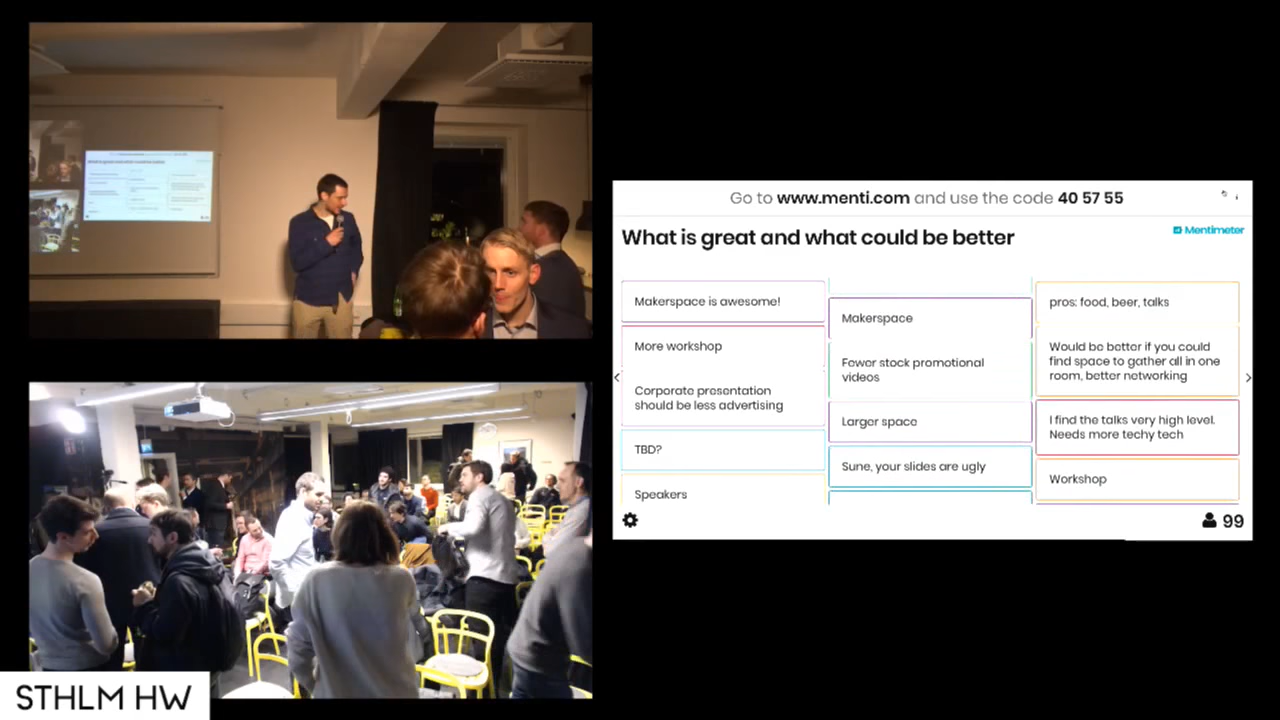 Go to www.menti.com and use the code 40 57 55
What is great and what could be better
Mentimeter
Makerspace is awesome!
More workshop
Corporate presentation
should be less advertising
TBD?
Speakers
Makerspace
Fewer stock promotional
videos
Larger space
Sune, your slides are ugly
pros: food, beer, talks
Would be better if you could
find space to gather all in one
room, better networking
I find the talks very high level.
Needs more techy tech
Workshop
99
STHLM HW